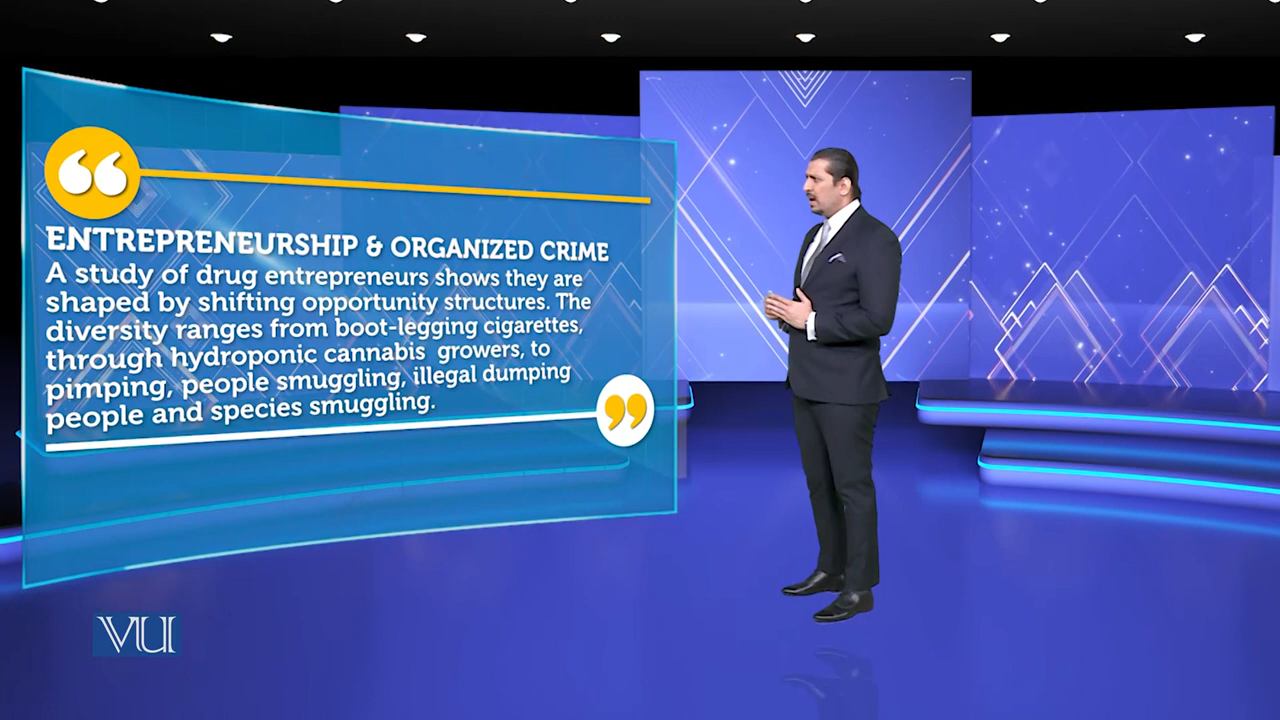 ENTREPRENEURSHIP & ORGANIZED CRIME
A study of drug entrepreneurs shows they are
shaped by shifting opportunity structures. The
diversity ranges from boot-legging cigarettes,
through hydroponic cannabis growers, to
pimping, people smuggling, illegal dumping
people and species smuggling.
VU